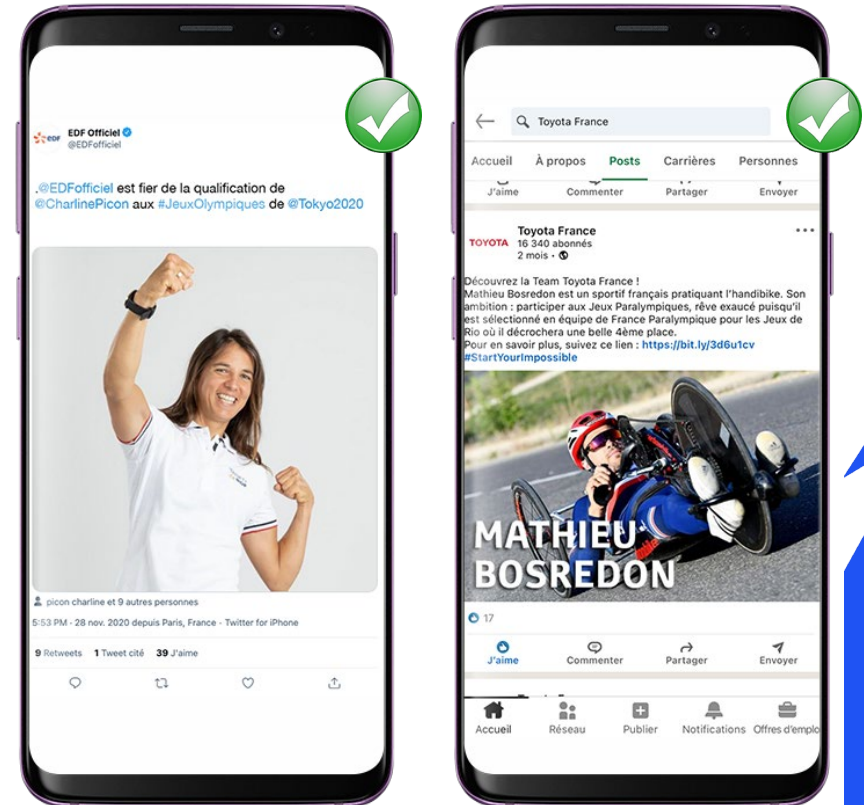 EDF EDF Officiel
@EDFofficiel
.@EDFofficiel est fier de la qualification de
@CharlinePicon aux #JeuxOlympiques de @Tokyo2020
picon charline et 9 autres personnes
5:53 PM · 28 nov. 2020 depuis Paris, France · Twitter for iPhone
9 Retweets 1 Tweet cité 39 J'aime
Toyota France
Accueil À propos Posts Carrières Personnes
J'aime Commenter Partager Envoyer
TOYOTA
Toyota France
16 340 abonnés
2 mois ·
Découvrez la Team Toyota France !
Mathieu Bosredon est un sportif français pratiquant l'handibike. Son
ambition : participer aux Jeux Paralympiques, rêve exaucé puisqu'il
est sélectionné en équipe de France Paralympique pour les Jeux de
Rio où il décrochera une belle 4ème place.
Pour en savoir plus, suivez ce lien : https://bit.ly/3d6u1cv
#StartYourImpossible
MATHIEU
BOSREDON
17
J'aime Commenter Partager Envoyer
Accueil Réseau Publier Notifications Offres d'emplo